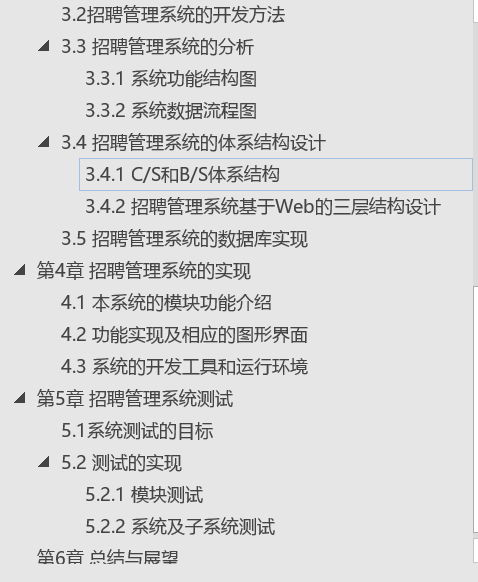 3.2招聘管理系统的开发方法
3.3 招聘管理系统的分析
3.3.1 系统功能结构图
3.3.2 系统数据流程图
3.4 招聘管理系统的体系结构设计
3.4.1 C/S和B/S体系结构
3.4.2 招聘管理系统基于Web的三层结构设计
3.5 招聘管理系统的数据库实现
第4章 招聘管理系统的实现
4.1 本系统的模块功能介绍
4.2 功能实现及相应的图形界面
4.3 系统的开发工具和运行环境
第5章 招聘管理系统测试
5.1系统测试的目标
5.2 测试的实现
5.2.1 模块测试
5.2.2 系统及子系统测试
第6章 总结与展望